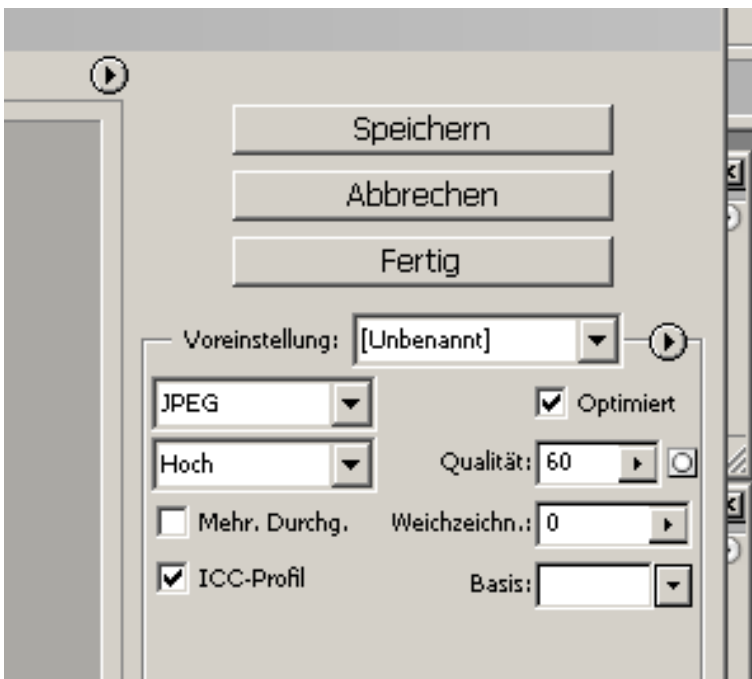 Speichern
Abbrechen
Fertig
Voreinstellung: [Unbenannt]
JPEG Optimiert
Hoch Qualität: 60
Mehr. Durchg. Weichzeichn.: 0
ICC-Profil Basis: